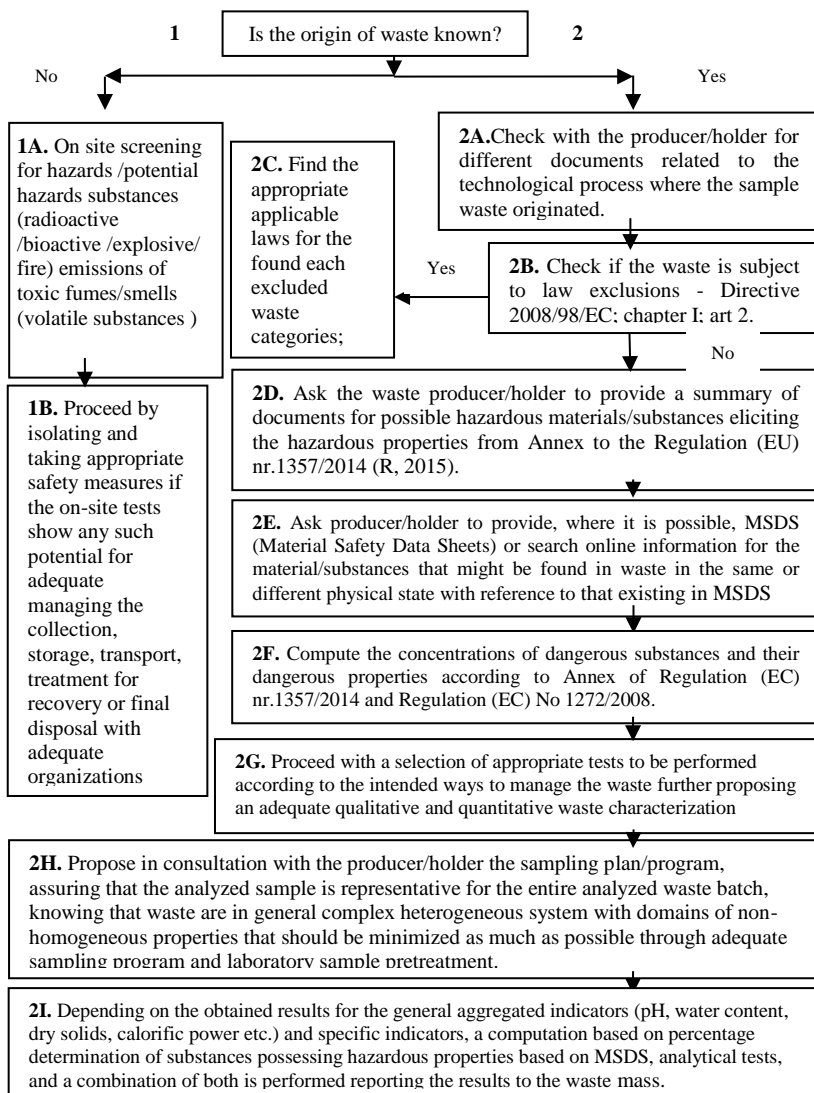 1
Is the origin of waste known?
2
No
Yes
1A. On site screening
for hazards /potential
hazards substances
(radioactive
/bioactive /explosive/
fire) emissions of
toxic fumes/smells
(volatile substances )
1B. Proceed by
isolating and
taking appropriate
safety measures if
the on-site tests
show any such
potential for
adequate
managing the
collection,
storage, transport,
treatment for
recovery or final
disposal with
adequate
organizations
2A.Check with the producer/holder for
different documents related to the
technological process where the sample
waste originated.
2B. Check if the waste is subject
to law exclusions - Directive
2008/98/EC; chapter I; art 2.
Yes
2C. Find the
appropriate
applicable
laws for the
found each
excluded
waste
categories;
No
2D. Ask the waste producer/holder to provide a summary of
documents for possible hazardous materials/substances eliciting
the hazardous properties from Annex to the Regulation (EU)
nr.1357/2014 (R, 2015).
2E. Ask producer/holder to provide, where it is possible, MSDS
(Material Safety Data Sheets) or search online information for the
material/substances that might be found in waste in the same or
different physical state with reference to that existing in MSDS
2F. Compute the concentrations of dangerous substances and their
dangerous properties according to Annex of Regulation (EC)
nr.1357/2014 and Regulation (EC) No 1272/2008.
2G. Proceed with a selection of appropriate tests to be performed
according to the intended ways to manage the waste further proposing
an adequate qualitative and quantitative waste characterization
2H. Propose in consultation with the producer/holder the sampling plan/program,
assuring that the analyzed sample is representative for the entire analyzed waste batch,
knowing that waste are in general complex heterogeneous system with domains of non-
homogeneous properties that should be minimized as much as possible through adequate
sampling program and laboratory sample pretreatment.
2I. Depending on the obtained results for the general aggregated indicators (pH, water content,
dry solids, calorific power etc.) and specific indicators, a computation based on percentage
determination of substances possessing hazardous properties based on MSDS, analytical tests,
and a combination of both is performed reporting the results to the waste mass.